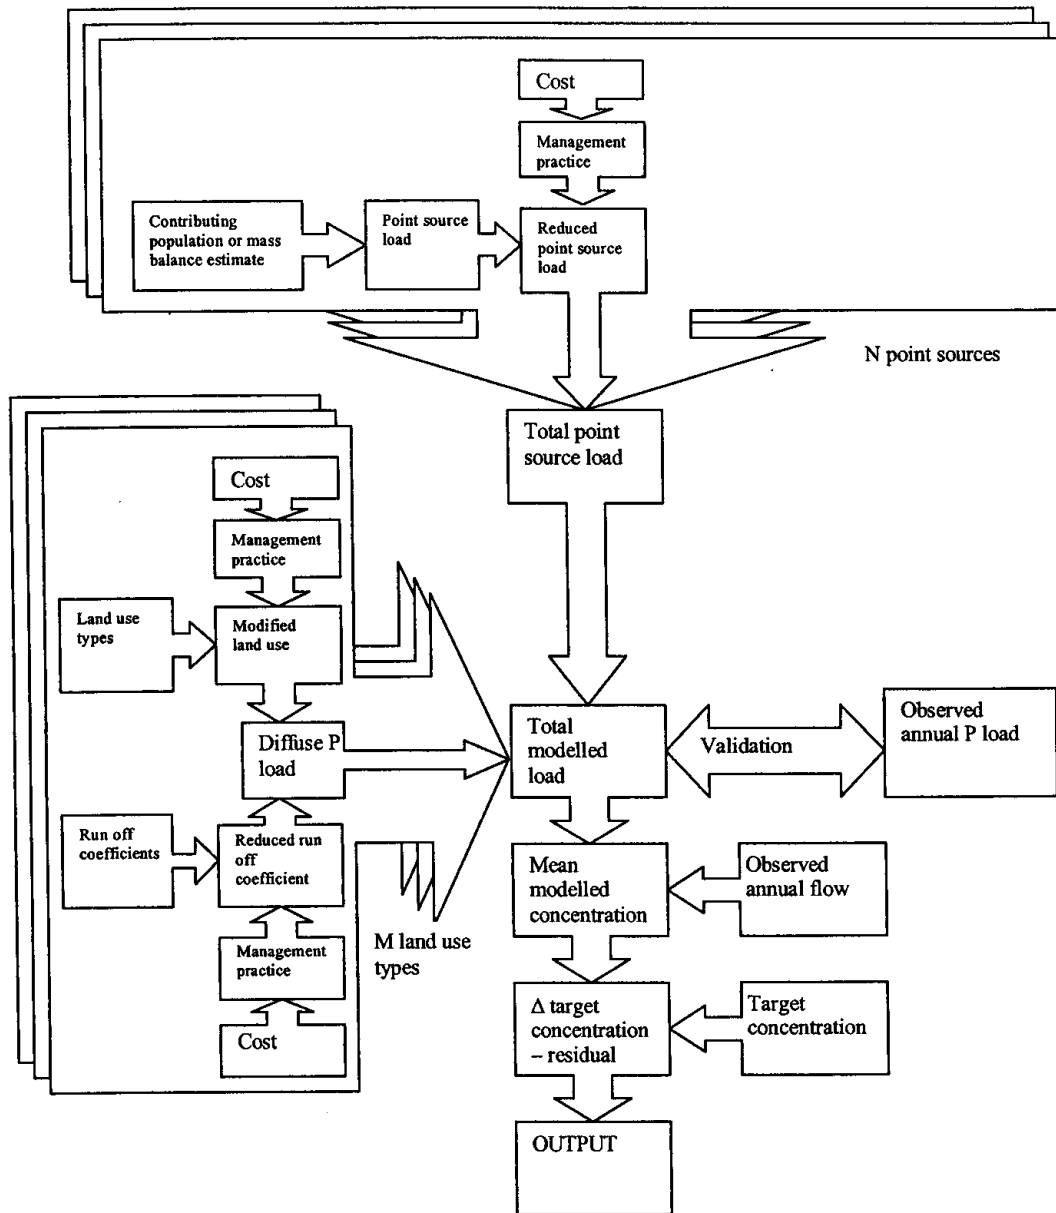 Cost
Management
practice
Contributing
population or mass
balance estimate
Point source
load
Reduced
point source
load
N point sources
Total point
source load
Cost
Management
practice
Land use
types
Modified
land use
Diffuse P
load
Run off
coefficients
Reduced run
off
coefficient
Management
practice
Cost
M land use
types
Total
modelled
load
Validation
Observed
annual P load
Mean
modelled
concentration
Observed
annual flow
Δ target
concentration
– residual
Target
concentration
OUTPUT